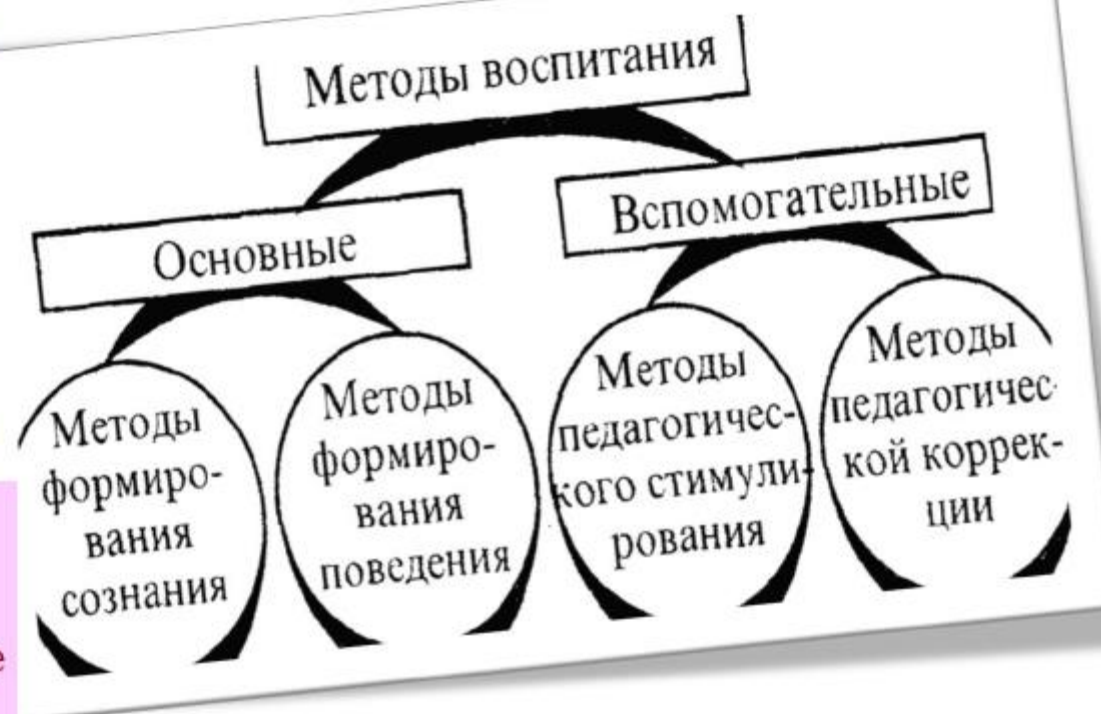 Методы воспитания
Основные
Вспомогательные
Методы
формиро-
вания
сознания
Методы
формиро-
вания
поведения
Методы
педагогичес-
кого стимули-
рования
Методы
педагогичес-
кой коррек-
ции
е